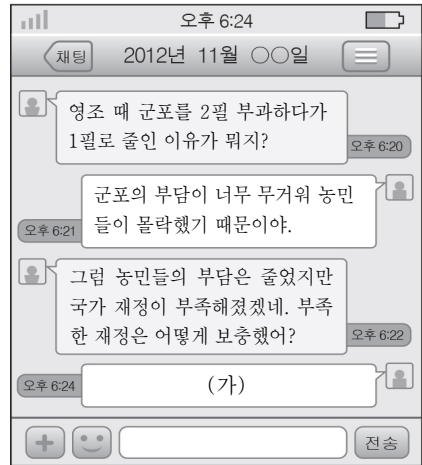 오후 6:24
채팅
2012년 11월 ○○일
영조 때 군포를 2필 부과하다가
1필로 줄인 이유가 뭐지?
오후 6:20
군포의 부담이 너무 무거워 농민
들이 몰락했기 때문이야.
오후 6:21
그럼 농민들의 부담은 줄었지만
국가 재정이 부족해졌겠네. 부족
한 재정은 어떻게 보충했어?
오후 6:22
(가)
오후 6:24
전송